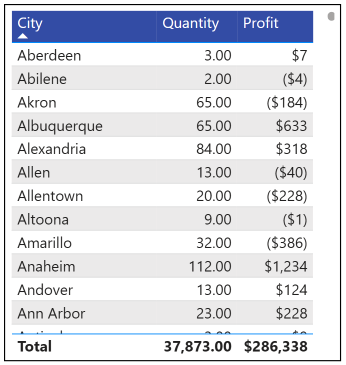 City Quantity Profit
Aberdeen 3.00 $7
Abilene 2.00 ($4)
Akron 65.00 ($184)
Albuquerque 65.00 $633
Alexandria 84.00 $318
Allen 13.00 ($40)
Allentown 20.00 ($228)
Altoona 9.00 ($1)
Amarillo 32.00 ($386)
Anaheim 112.00 $1,234
Andover 13.00 $124
Ann Arbor 23.00 $228
Total 37,873.00 $286,338